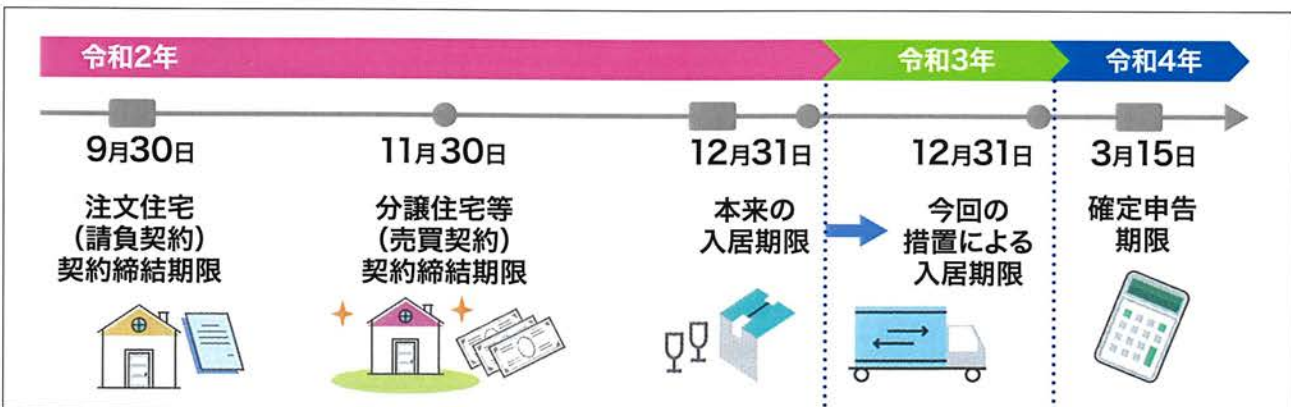 令和2年
令和3年
令和4年
9月30日
注文住宅
（請負契約）
契約締結期限
11月30日
分譲住宅等
（売買契約）
契約締結期限
12月31日
本来の
入居期限
12月31日
今回の
措置による
入居期限
3月15日
確定申告
期限